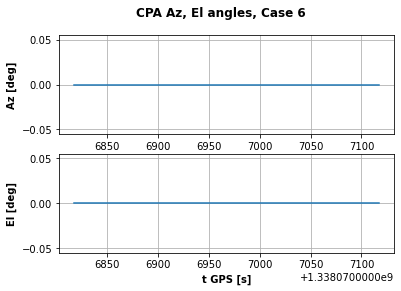 CPA Az, El angles, Case 6
0.05
0.00
−0.05
Az [deg]
6850 6900 6950 7000 7050 7100
0.05
0.00
−0.05
El [deg]
6850 6900 6950 7000 7050 7100
t GPS [s]
+1.3380700000e9